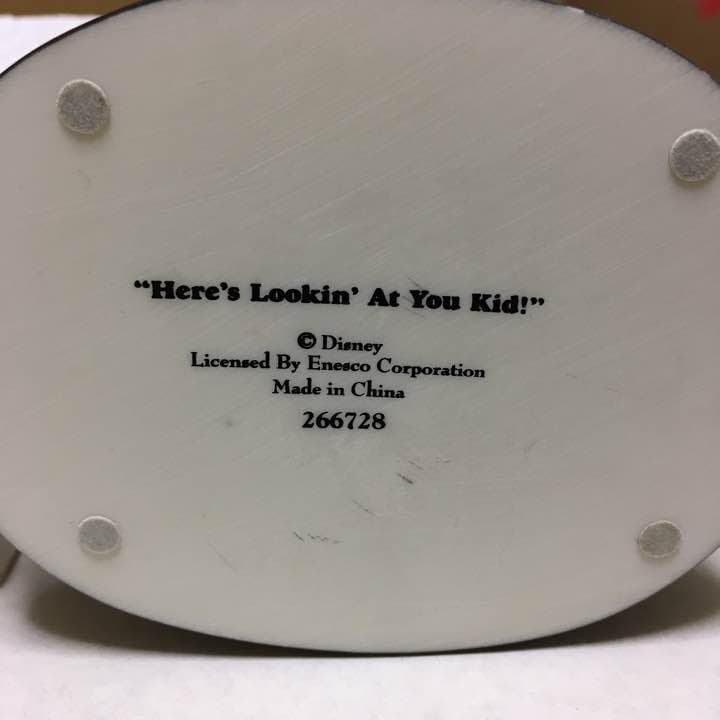 “Here’s Lookin’ At You Kid!”
© Disney
Licensed By Enesco Corporation
Made in China
266728